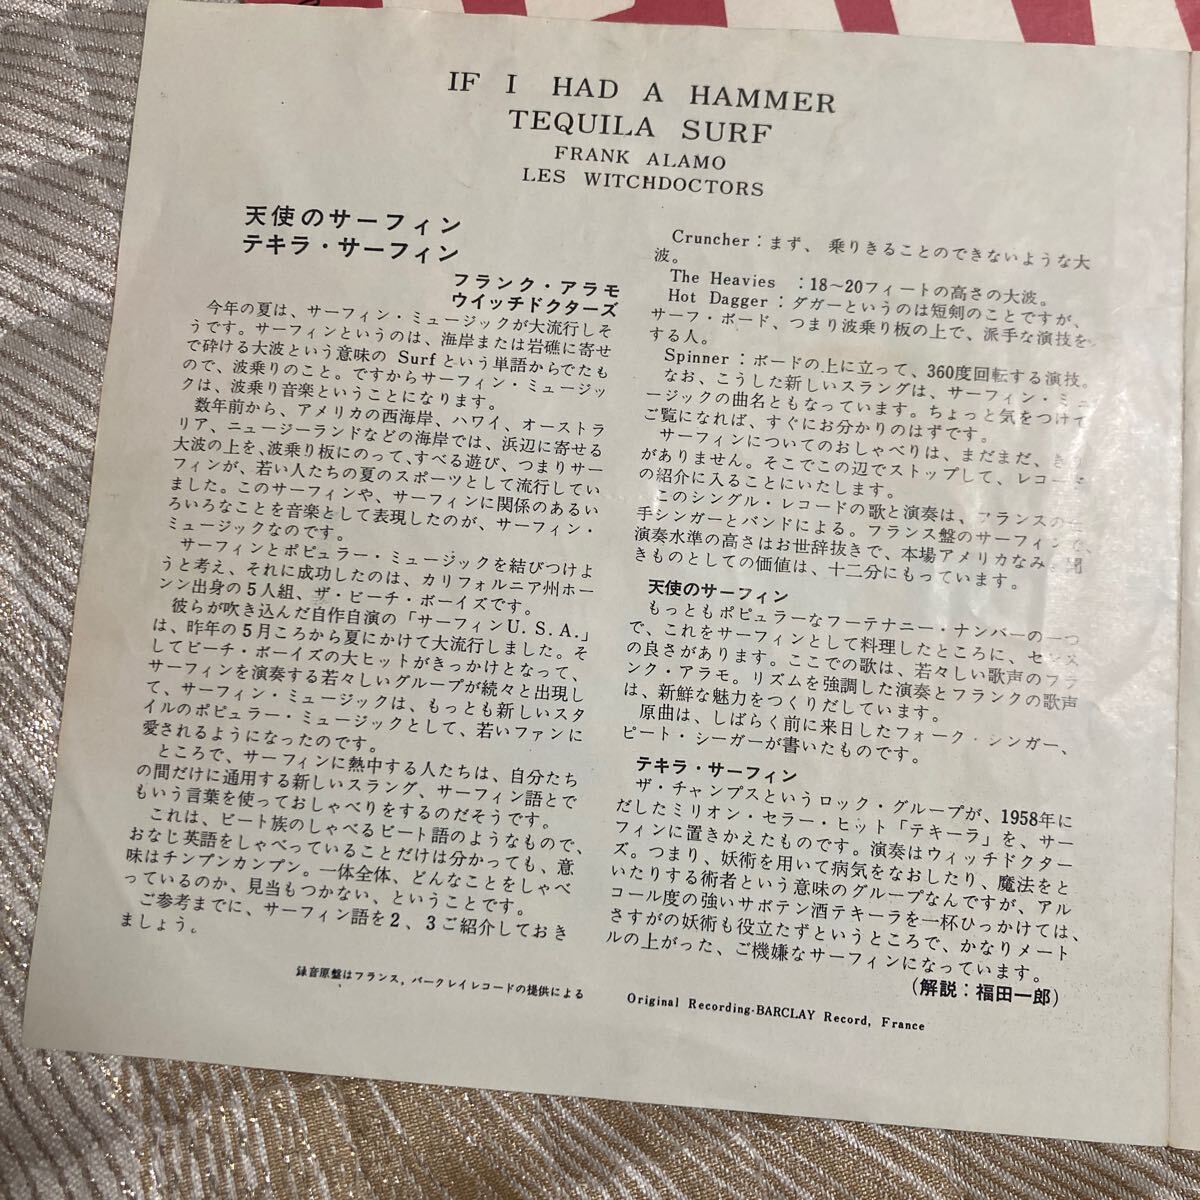 IF I HAD A HAMMER
TEQUILA SURF
FRANK ALAMO
LES WITCHDOCTORS
天使のサーフィン
テキラ・サーフィン
フランク・アラモ
ウイッチドクターズ
今年の夏は、サーフィン・ミュージックが大流行しそ
うです。サーフィンというのは、海岸または岩礁に寄せ
で砕ける大波という意味の Surf という単語からでたも
ので、波乗りのこと。ですからサーフィン・ミュージッ
クは、波乗り音楽ということになります。
数年前から、アメリカの西海岸、ハワイ、オーストラ
リア、ニュージーランドなどの海岸では、浜辺に寄せる
大波の上を、波乗り板にのって、すべる遊び、つまりサー
フィンが、若い人たちの夏のスポーツとして流行してい
ました。このサーフィンや、サーフィンに関係のあるい
ろいろなことを音楽として表現したのが、サーフィン・
ミュージックなのです。
サーフィンとポピュラー・ミュージックを結びつけよ
うと考え、それに成功したのは、カリフォルニア州ホー
ソン出身の5人組、ザ・ビーチ・ボーイズです。
彼らが吹き込んだ自作自演の「サーフィンU.S.A.」
は、昨年の5月ころから夏にかけて大流行しました。そ
してビーチ・ボーイズの大ヒットがきっかけとなって、
サーフィンを演奏する若々しいグループが続々と出現し
て、サーフィン・ミュージックは、もっとも新しいスタ
イルのポピュラー・ミュージックとして、若いファンに
愛されるようになったのです。
ところで、サーフィンに熱中する人たちは、自分たち
の間だけに通用する新しいスラング、サーフィン語とで
もいう言葉を使っておしゃべりをするのだそうです。
これは、ビート族のしゃべるビート語のようなもので、
おなじ英語をしゃべっていることだけは分かっても、意
味はチンプンカンプン。一体全体、どんなことをしゃべ
っているのか、見当もつかない、ということです。
ご参考までに、サーフィン語を2、3ご紹介しておき
ましょう。
録音原盤はフランス，バークレイレコードの提供による
Cruncher：まず、乗りきることのできないような大
波。
The Heavies ：18〜20フィートの高さの大波。
Hot Dagger：ダガーというのは短剣のことですが、
サーフ・ボード、つまり波乗り板の上で、派手な演技を
する人。
Spinner：ボードの上に立って、360度回転する演技。
なお、こうした新しいスラングは、サーフィン・ミュ
ージックの曲名ともなっています。ちょっと気をつけて
ご覧になれば、すぐにお分かりのはずです。
サーフィンについてのおしゃべりは、まだまだ、き
がありません。そこでこの辺でストップして、レコード
の紹介に入ることにいたします。
このシングル・レコードの歌と演奏は、フランスの
手シンガーとバンドによる。フランス盤のサーフィンで、
演奏水準の高さはお世辞抜きで、本場アメリカなみ。聞
きものとしての価値は、十二分にもっています。
天使のサーフィン
もっともポピュラーなフーテナニー・ナンバーの一つ
で、これをサーフィンとして料理したところに、センス
の良さがあります。ここでの歌は、若々しい歌声のフラ
ンク・アラモ。リズムを強調した演奏とフランクの歌声
は、新鮮な魅力をつくりだしています。
原曲は、しばらく前に来日したフォーク・シンガー、
ピート・シーガーが書いたものです。
テキラ・サーフィン
ザ・チャンプスというロック・グループが、1958年に
だしたミリオン・セラー・ヒット「テキーラ」を、サー
フィンに置きかえたものです。演奏はウィッチドクター
ズ。つまり、妖術を用いて病気をなおしたり、魔法をと
いたりする術者という意味のグループなんですが、アル
コール度の強いサボテン酒テキーラを一杯ひっかけては、
さすがの妖術も役立たずというところで、かなりメート
ルの上がった、ご機嫌なサーフィンになっています。
(解説：福田一郎)
Original Recording-BARCLAY Record, France